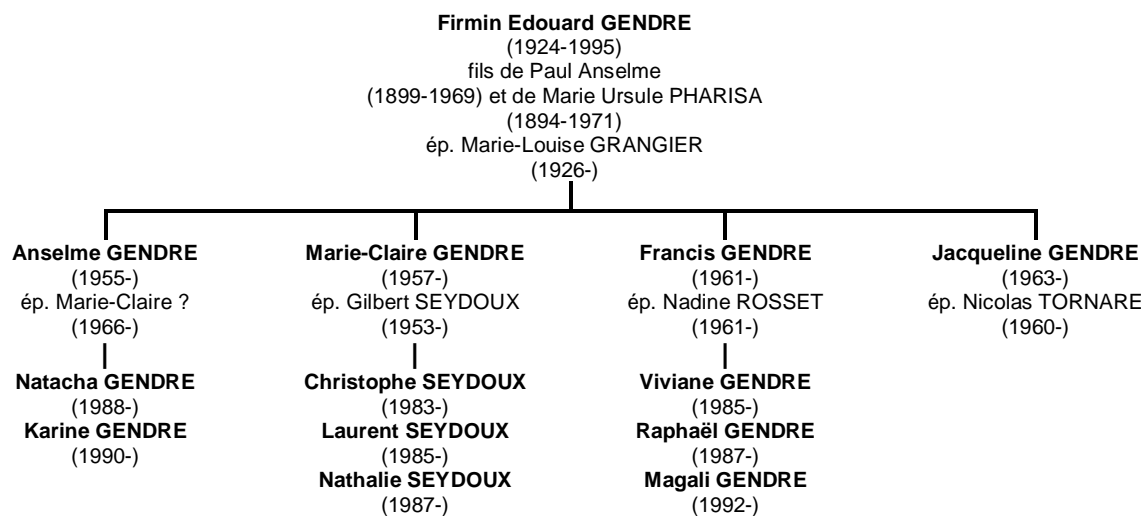 Firmin Edouard GENDRE
(1924-1995)
fils de Paul Anselme
(1899-1969) et de Marie Ursule PHARISA
(1894-1971)
ép. Marie-Louise GRANGIER
(1926-)
Anselme GENDRE
(1955-)
ép. Marie-Claire ?
(1966-)
Natacha GENDRE
(1988-)
Karine GENDRE
(1990-)
Marie-Claire GENDRE
(1957-)
ép. Gilbert SEYDOUX
(1953-)
Christophe SEYDOUX
(1983-)
Laurent SEYDOUX
(1985-)
Nathalie SEYDOUX
(1987-)
Francis GENDRE
(1961-)
ép. Nadine ROSSET
(1961-)
Viviane GENDRE
(1985-)
Raphaël GENDRE
(1987-)
Magali GENDRE
(1992-)
Jacqueline GENDRE
(1963-)
ép. Nicolas TORNARE
(1960-)